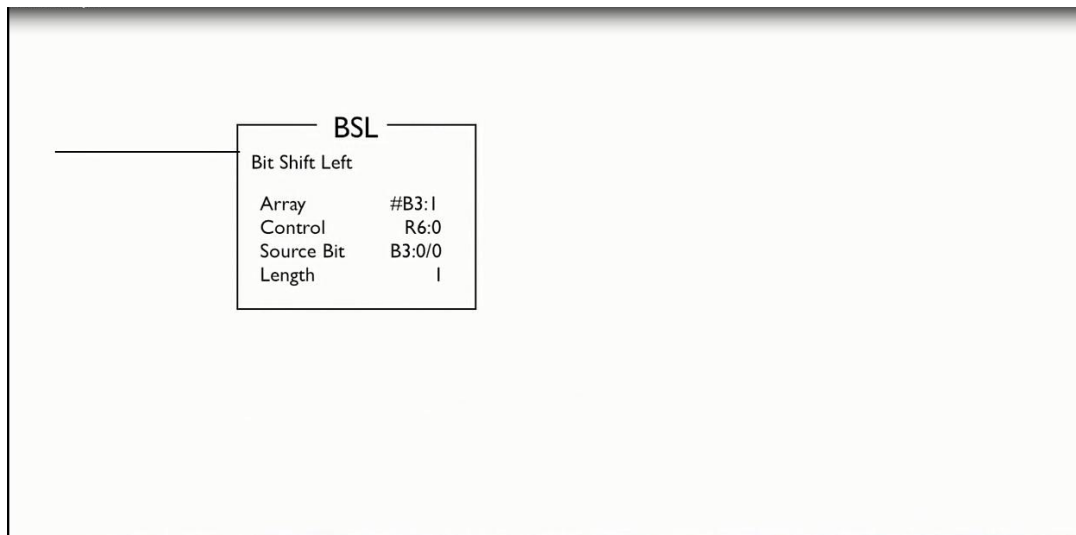 BSL
Bit Shift Left
Array #B3:1
Control R6:0
Source Bit B3:0/0
Length 1